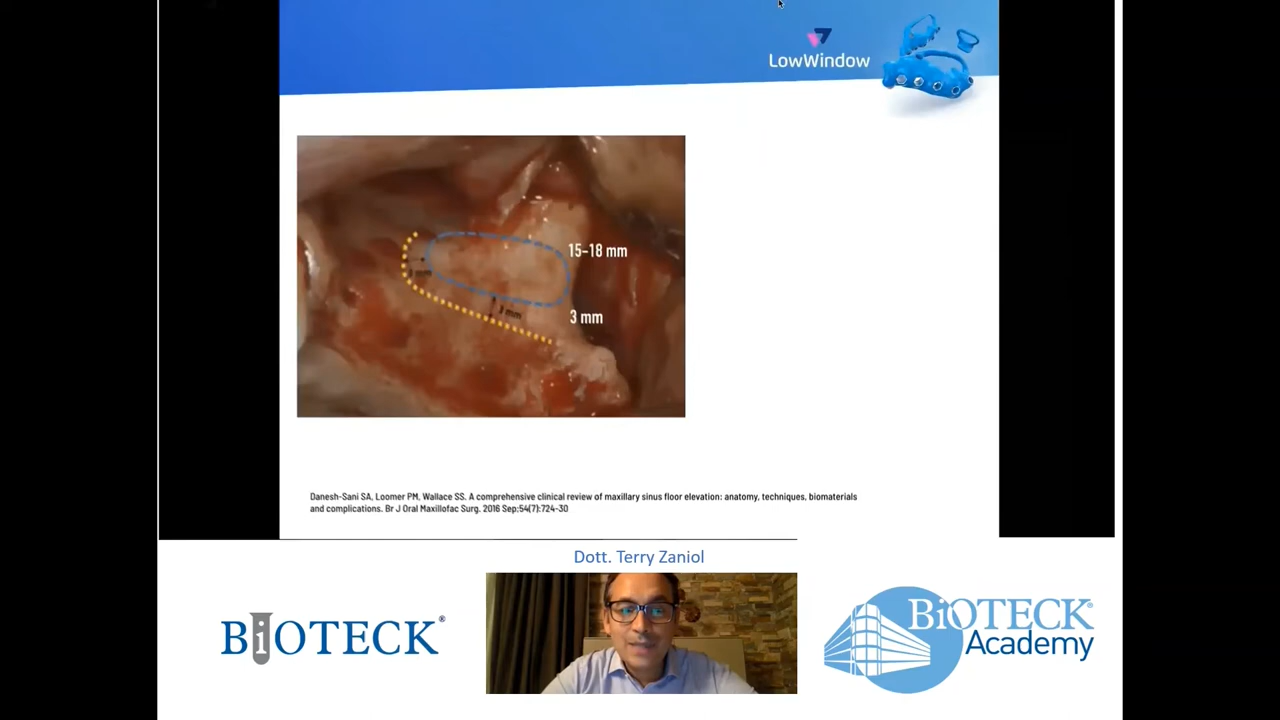 LowWindow
15–18 mm
3 mm
3 mm
Danesh-Sani SA, Loomer PM, Wallace SS. A comprehensive clinical review of maxillary sinus floor elevation: anatomy, techniques, biomaterials
and complications. Br J Oral Maxillofac Surg. 2016 Sep;54(7):724-30
Dott. Terry Zaniol
BiOTECK®
BiOTECK®
Academy